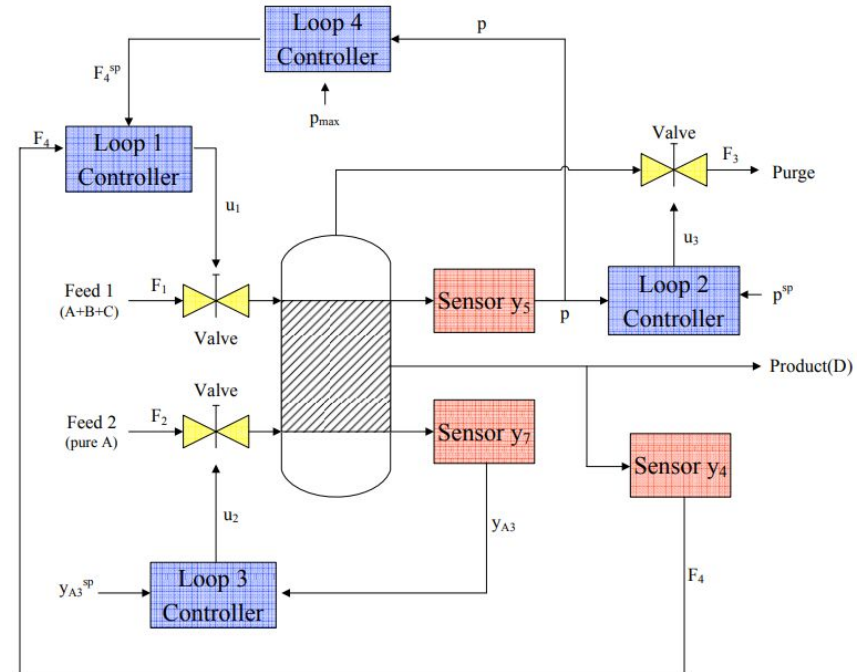 Loop 4
Controller
p
F₄ˢᵖ
pmax
F₄
Loop 1
Controller
Valve
F₃
Purge
u₁
u₃
Feed 1
(A+B+C)
F₁
Valve
Sensor y₅
p
Loop 2
Controller
pˢᵖ
Product(D)
Valve
Feed 2
(pure A)
F₂
Sensor y₇
Sensor y₄
u₂
yA3
F₄
yA3ˢᵖ
Loop 3
Controller